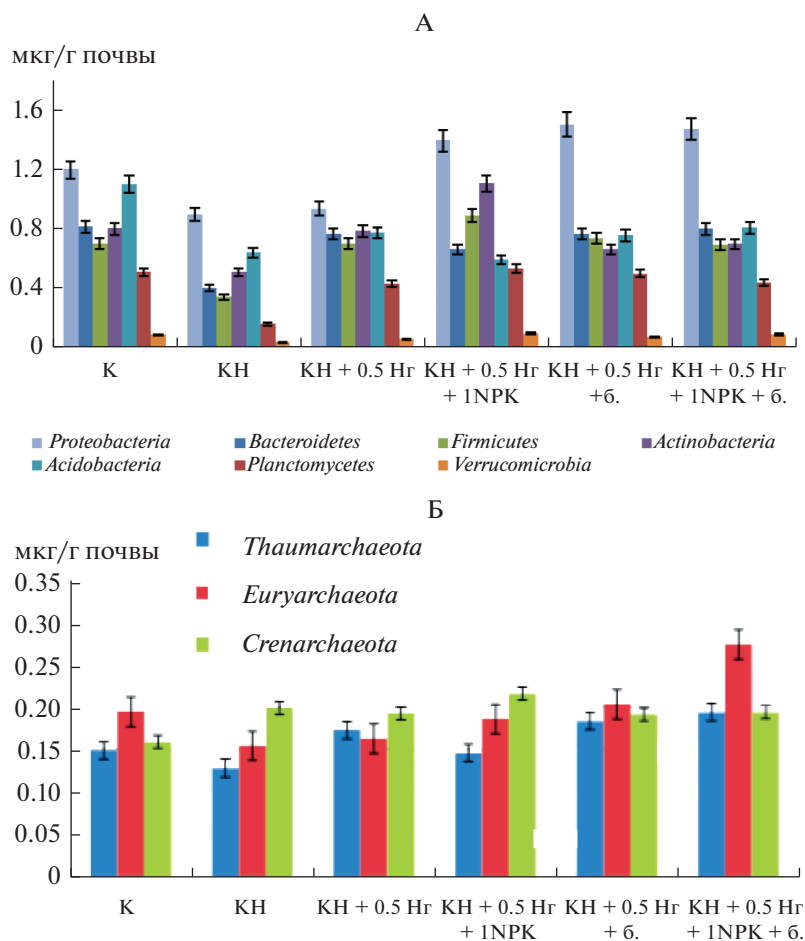 А
мкг/г почвы
1.6
1.2
0.8
0.4
0
К
КН
КН + 0.5 Нг
КН + 0.5 Нг
+ 1NPK
КН + 0.5 Нг
+б.
КН + 0.5 Нг
+ 1NPK + б.
Proteobacteria
Bacteroidetes
Firmicutes
Actinobacteria
Acidobacteria
Planctomycetes
Verrucomicrobia
Б
мкг/г почвы
Thaumarchaeota
Euryarchaeota
Crenarchaeota
0.35
0.30
0.25
0.20
0.15
0.10
0.05
0
К
КН
КН + 0.5 Нг
КН + 0.5 Нг
+ 1NPK
КН + 0.5 Нг
+ б.
КН + 0.5 Нг
+ 1NPK + б.